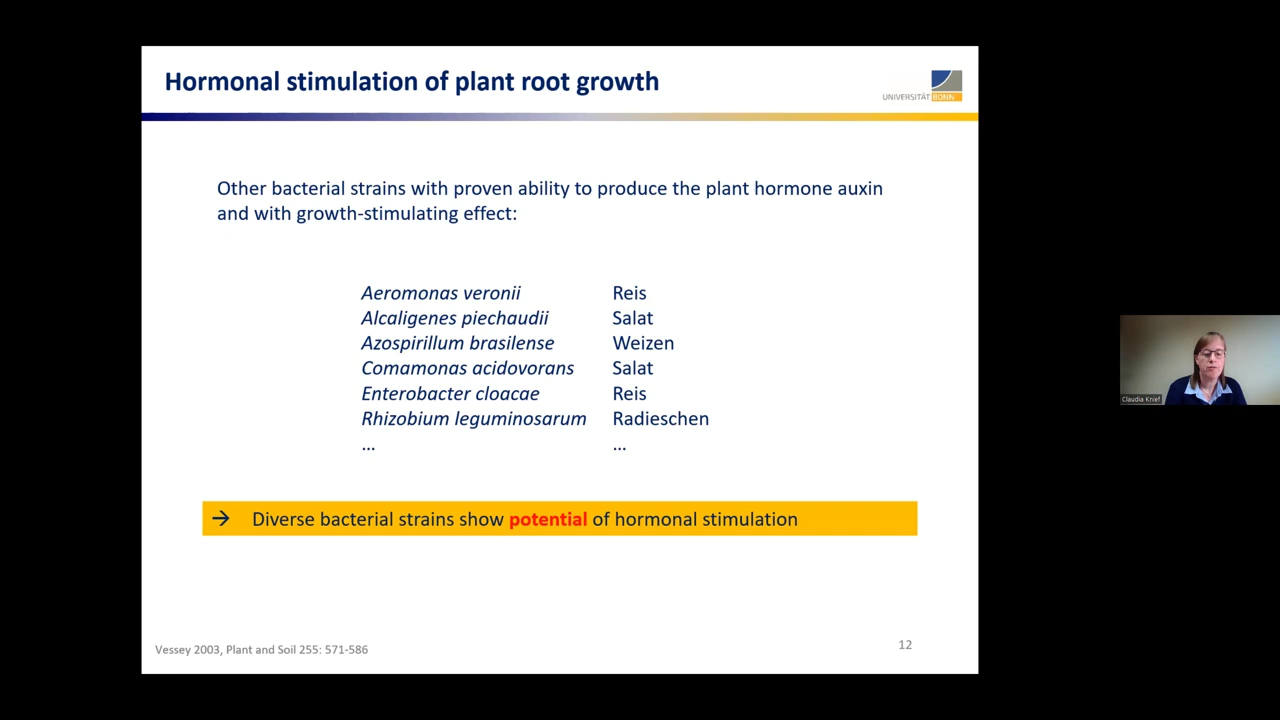 Hormonal stimulation of plant root growth
UNIVERSITÄT BONN
Other bacterial strains with proven ability to produce the plant hormone auxin
and with growth-stimulating effect:
Aeromonas veronii Reis
Alcaligenes piechaudii Salat
Azospirillum brasilense Weizen
Comamonas acidovorans Salat
Enterobacter cloacae Reis
Rhizobium leguminosarum Radieschen
... ...
→ Diverse bacterial strains show potential of hormonal stimulation
Vessey 2003, Plant and Soil 255: 571-586
12
Claudia Knief